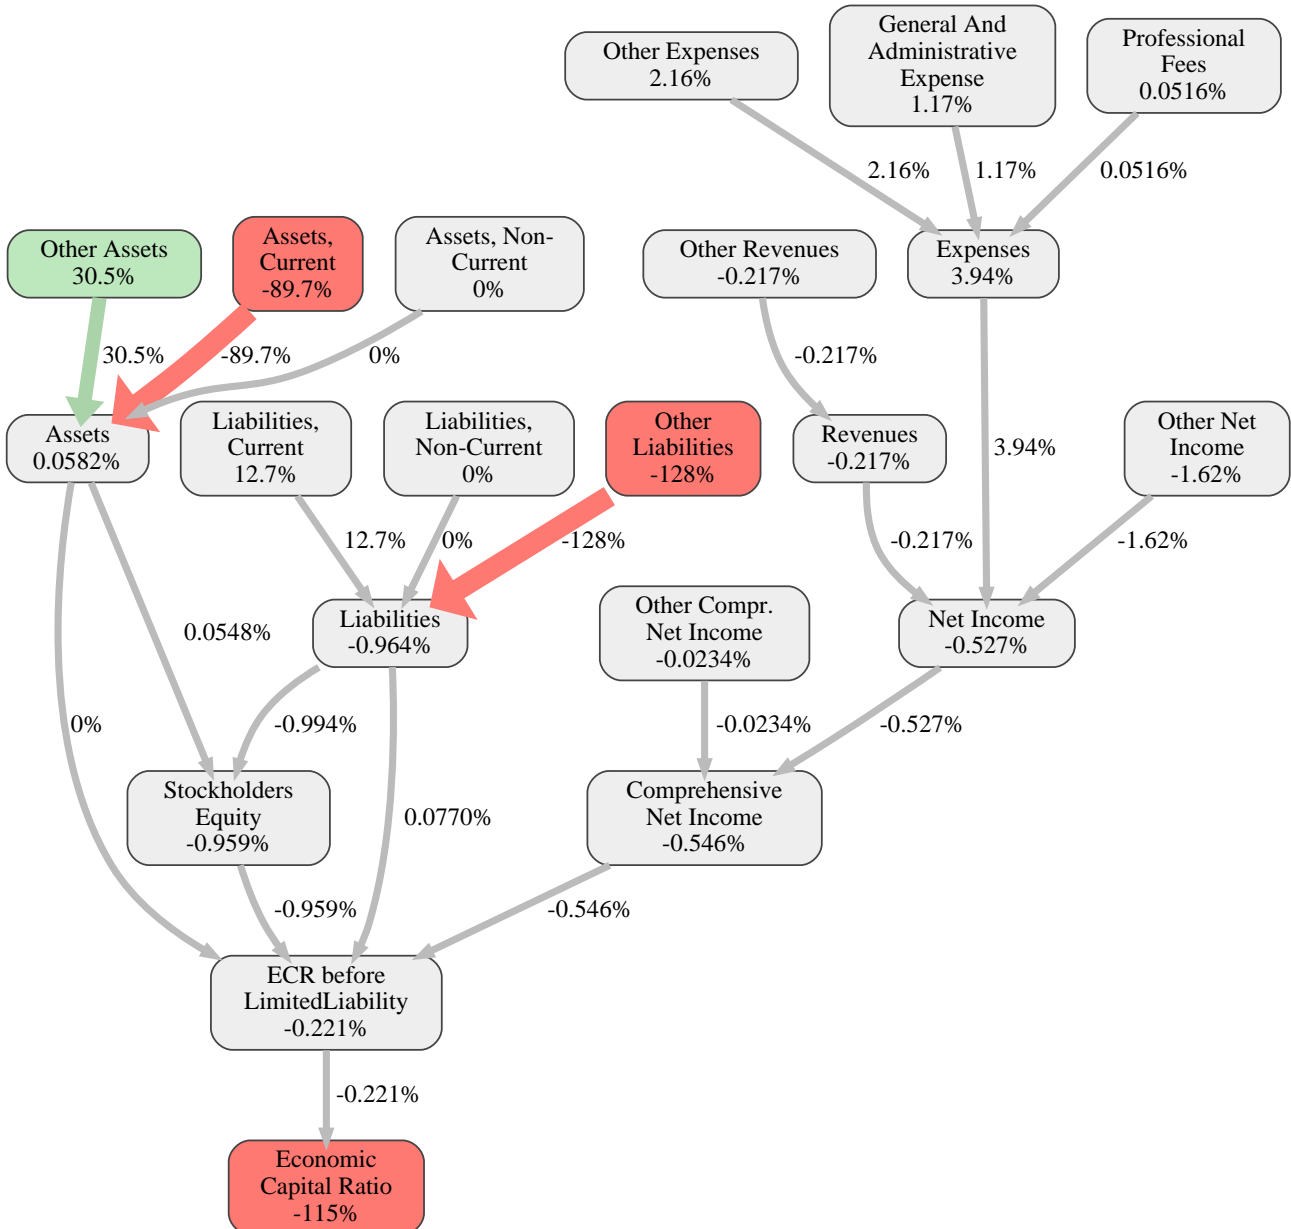 Other Expenses
2.16%
General And
Administrative
Expense
1.17%
Professional
Fees
0.0516%
2.16%
1.17%
0.0516%
Other Assets
30.5%
Assets,
Current
-89.7%
Assets, Non-
Current
0%
Other Revenues
-0.217%
Expenses
3.94%
30.5%
-89.7%
0%
-0.217%
3.94%
Assets
0.0582%
Liabilities,
Current
12.7%
Liabilities,
Non-Current
0%
Other
Liabilities
-128%
Revenues
-0.217%
Other Net
Income
-1.62%
12.7%
0%
-128%
-0.217%
-1.62%
0.0548%
Liabilities
-0.964%
Other Compr.
Net Income
-0.0234%
Net Income
-0.527%
0%
-0.994%
0.0770%
-0.0234%
-0.527%
Stockholders
Equity
-0.959%
Comprehensive
Net Income
-0.546%
-0.959%
-0.546%
ECR before
LimitedLiability
-0.221%
-0.221%
Economic
Capital Ratio
-115%